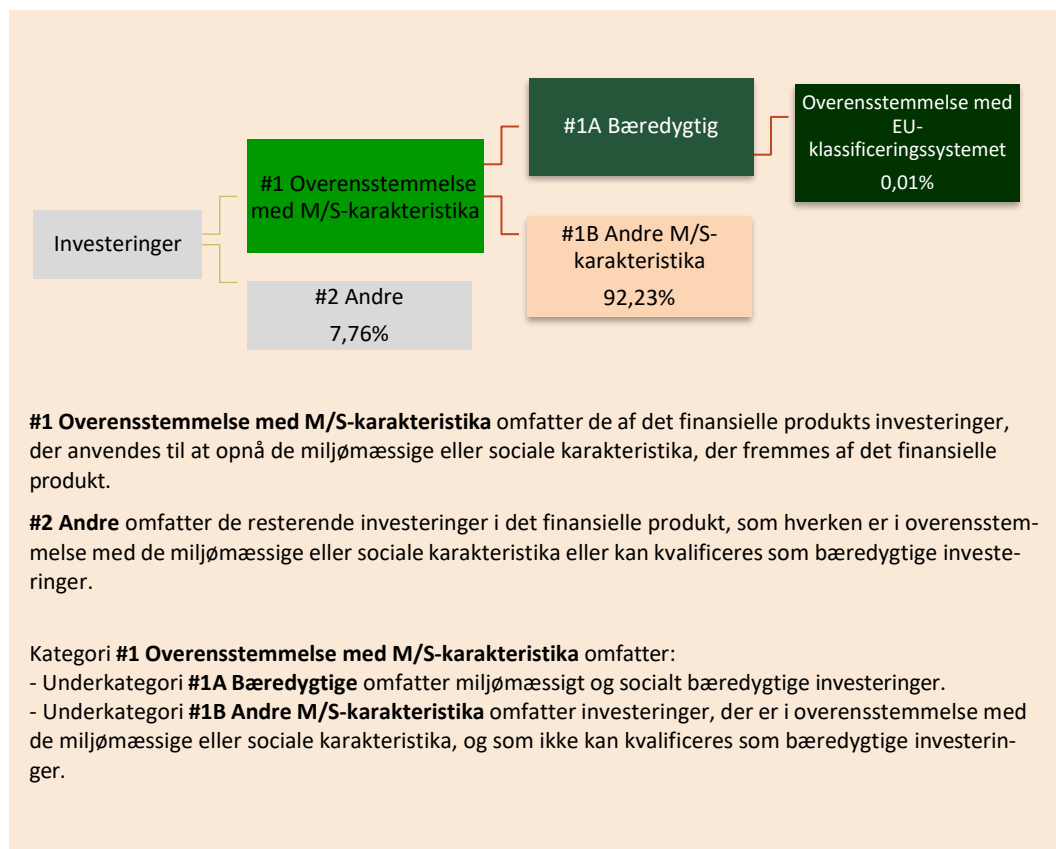 Investeringer
#1 Overensstemmelse
med M/S-karakteristika
#2 Andre
7,76%
#1A Bæredygtig
#1B Andre M/S-
karakteristika
92,23%
Overensstemmelse med
EU-
klassificeringssystemet
0,01%
#1 Overensstemmelse med M/S-karakteristika omfatter de af det finansielle produkts investeringer,
der anvendes til at opnå de miljømæssige eller sociale karakteristika, der fremmes af det finansielle
produkt.
#2 Andre omfatter de resterende investeringer i det finansielle produkt, som hverken er i overensstem-
melse med de miljømæssige eller sociale karakteristika eller kan kvalificeres som bæredygtige investe-
ringer.
Kategori #1 Overensstemmelse med M/S-karakteristika omfatter:
- Underkategori #1A Bæredygtige omfatter miljømæssigt og socialt bæredygtige investeringer.
- Underkategori #1B Andre M/S-karakteristika omfatter investeringer, der er i overensstemmelse med
de miljømæssige eller sociale karakteristika, og som ikke kan kvalificeres som bæredygtige investerin-
ger.